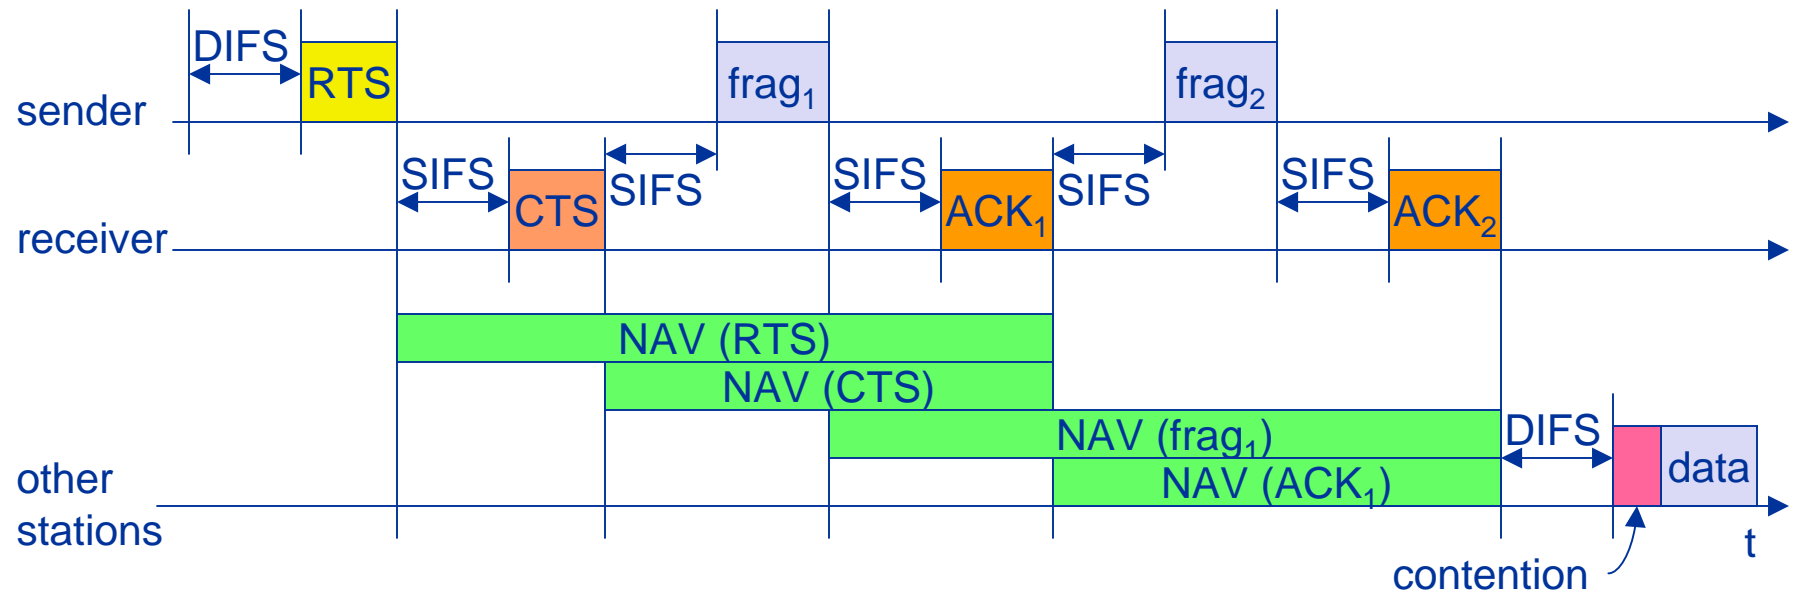 DIFS
RTS
frag₁
frag₂
sender
SIFS
CTS
SIFS
SIFS
ACK₁
SIFS
SIFS
ACK₂
receiver
NAV (RTS)
NAV (CTS)
NAV (frag₁)
DIFS
NAV (ACK₁)
data
other
stations
t
contention